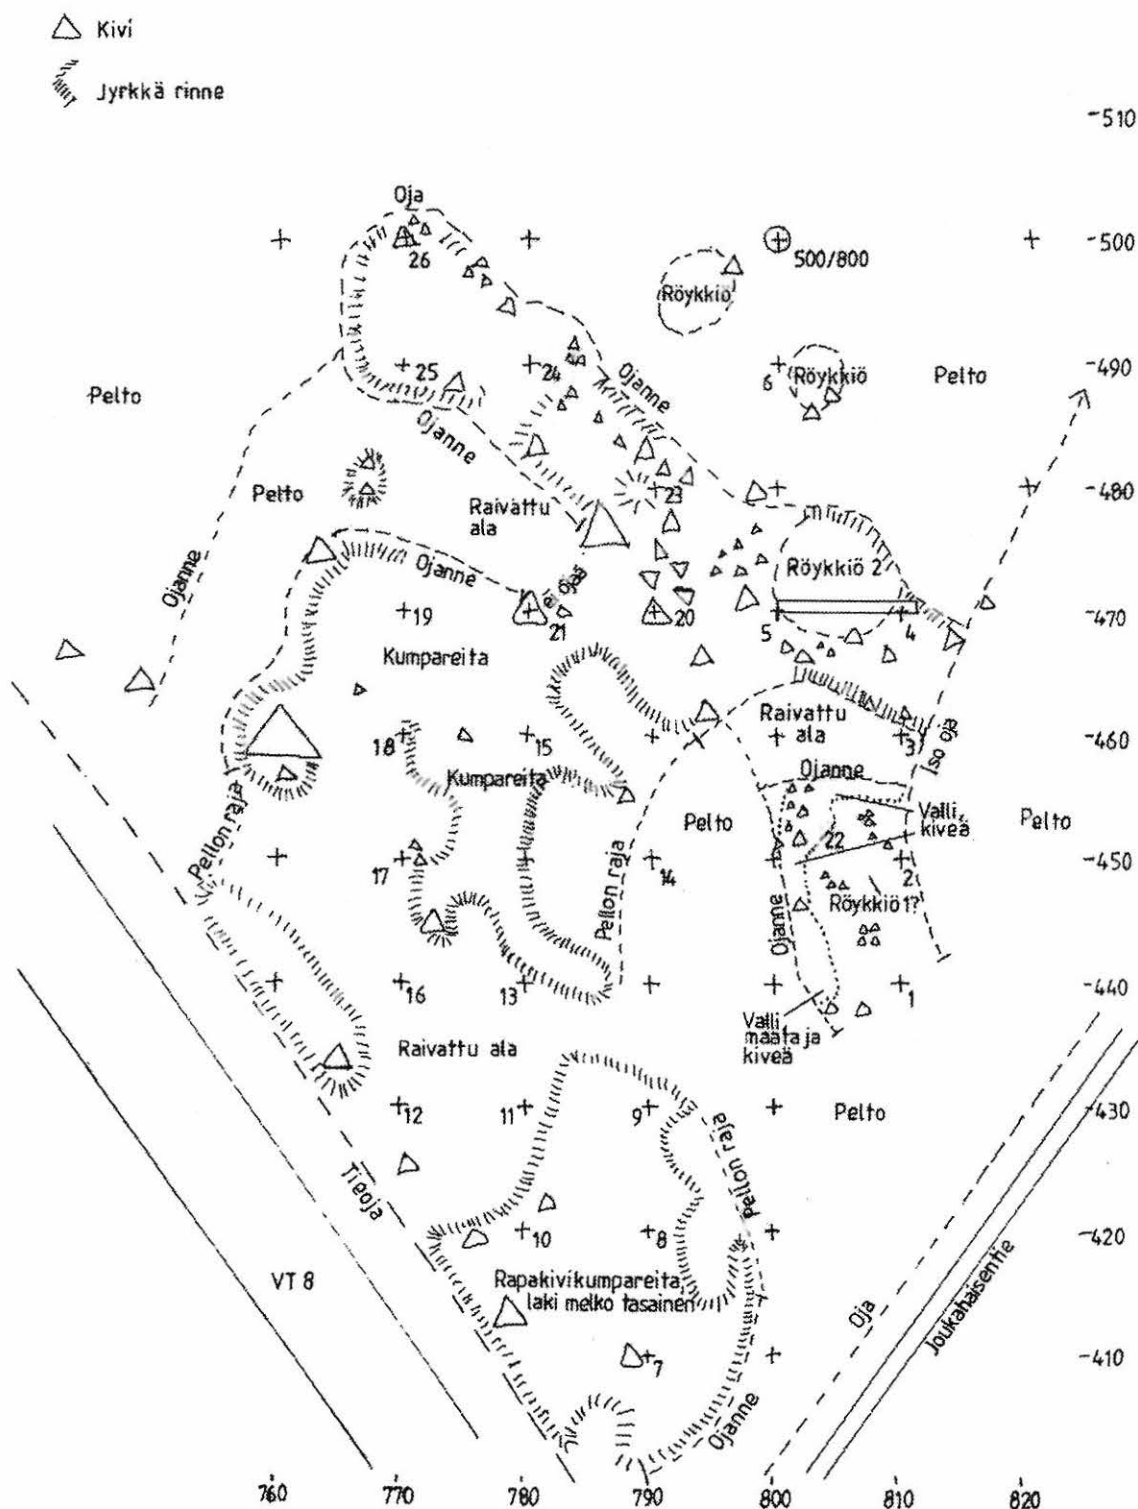 Kivi
Jyrkkä rinne
510
Oja
500
26
500/800
Röykkiö
Pelto
25
24
Ojanne
6
Röykkiö
Pelto
490
Ojanne
Pelto
Raivattu
ala
23
480
Ojanne
Ojanne
Röykkiö 2
19
21
20
5
4
470
Kumpareita
Raivattu
ala
18
15
3
460
Iso oja
Kumpareita
Ojanne
Valli,
kiveä
Pellon raja
Pelto
22
Pelto
17
Pellon raja
14
2
450
Röykkiö 1?
Ojanne
16
13
1
440
Valli,
maata ja
kiveä
Raivattu ala
12
11
9
Pelto
430
Pellon raja
Tieoja
10
8
420
VT 8
Rapakivikumpareita,
laki melko tasainen
Oja
Joukahaisentie
7
410
Ojanne
760
770
780
790
800
810
820